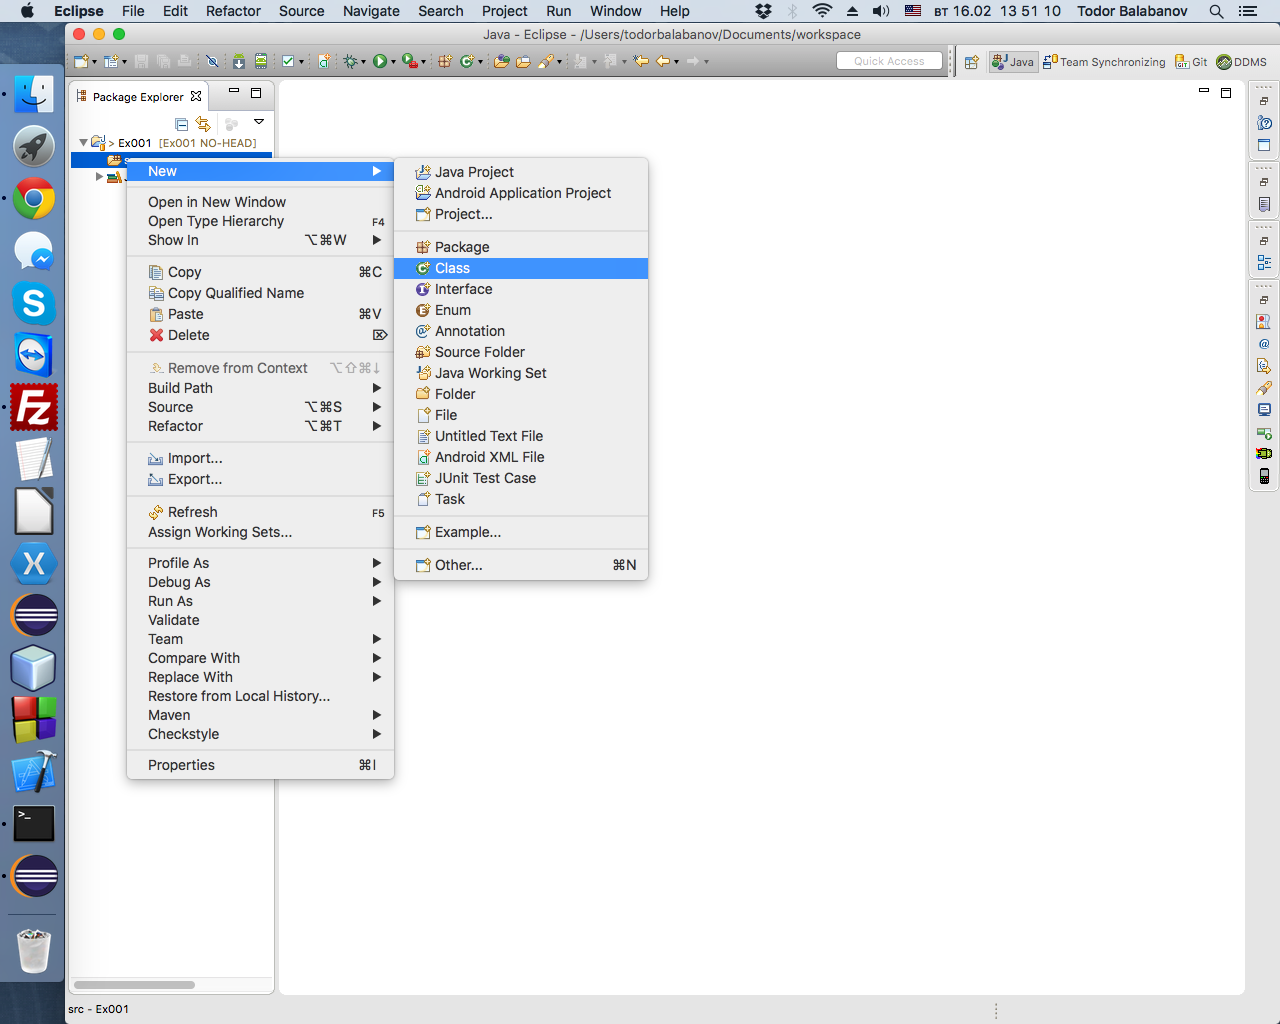 Eclipse File Edit Refactor Source Navigate Search Project Run Window Help вт 16.02 13 51 10 Todor Balabanov
Java - Eclipse - /Users/todorbalabanov/Documents/workspace
Quick Access Java Team Synchronizing Git DDMS
Package Explorer
> Ex001 [Ex001 NO-HEAD]
New
Open in New Window
Open Type Hierarchy F4
Show In ⌥⌘W
Copy ⌘C
Copy Qualified Name
Paste ⌘V
Delete ⌦
Remove from Context ⌥⇧⌘↓
Build Path
Source ⌥⌘S
Refactor ⌥⌘T
Import...
Export...
Refresh F5
Assign Working Sets...
Profile As
Debug As
Run As
Validate
Team
Compare With
Replace With
Restore from Local History...
Maven
Checkstyle
Properties ⌘I
Java Project
Android Application Project
Project...
Package
Class
Interface
Enum
Annotation
Source Folder
Java Working Set
Folder
File
Untitled Text File
Android XML File
JUnit Test Case
Task
Example...
Other... ⌘N
src - Ex001